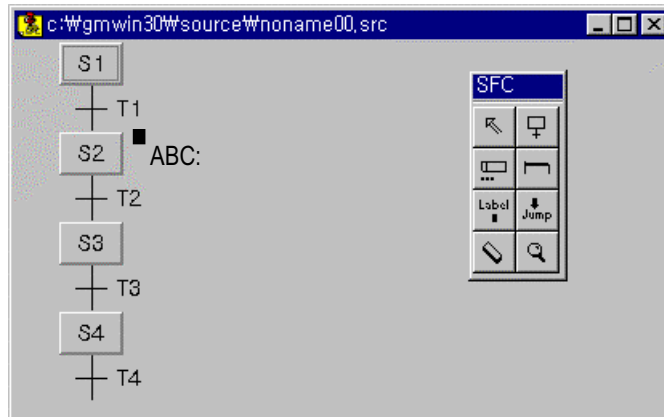 c:₩gmwin30₩source₩noname00,src
S1
T1
S2
ABC:
T2
S3
T3
S4
T4
SFC
Label
Jump